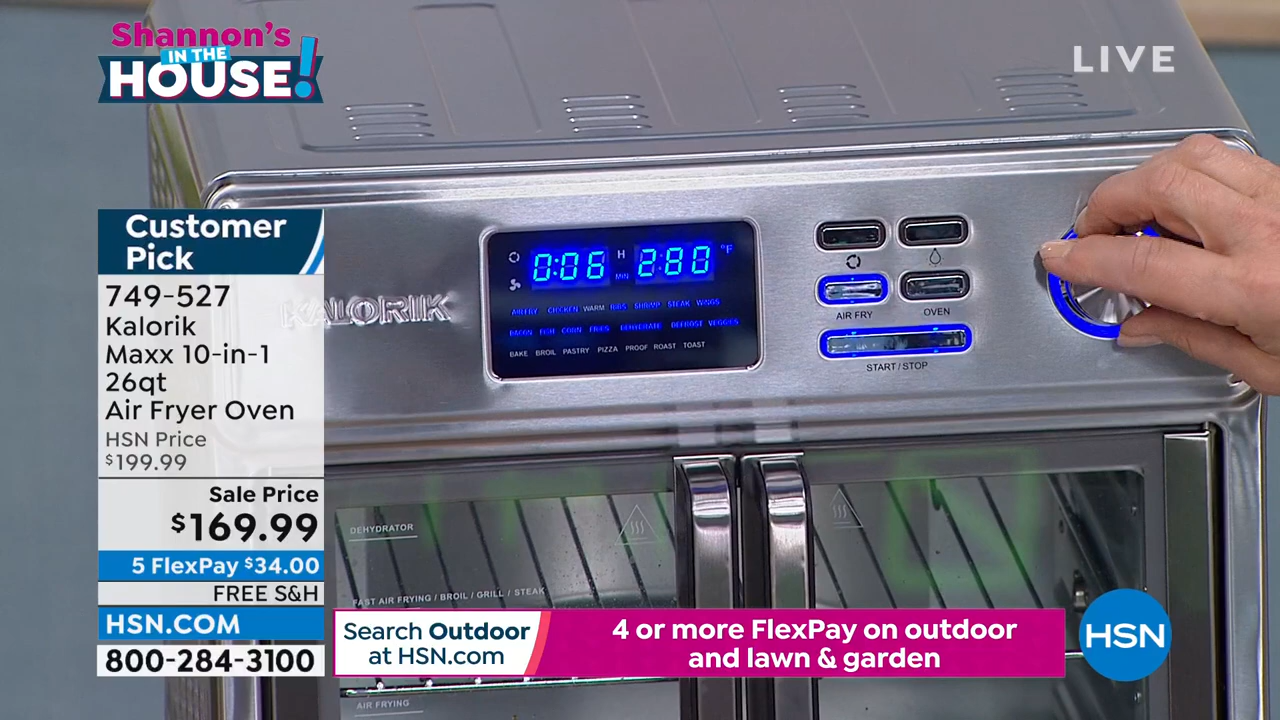 Shannon's
IN THE
HOUSE!
LIVE
Customer
Pick
749-527
Kalorik
Maxx 10-in-1
26qt
Air Fryer Oven
HSN Price
$199.99
Sale Price
$169.99
5 FlexPay $34.00
FREE S&H
HSN.COM
800-284-3100
KALORIK
0:06 H MIN 280 °F
AIR FRY CHICKEN WARM RIBS SHRIMP STEAK WINGS
BACON FISH CORN FRIES DEHYDRATE DEFROST VEGGIES
BAKE BROIL PASTRY PIZZA PROOF ROAST TOAST
AIR FRY OVEN
START / STOP
DEHYDRATOR
FAST AIR FRYING / BROIL / GRILL / STEAK
AIR FRYING
Search Outdoor
at HSN.com
4 or more FlexPay on outdoor
and lawn & garden
HSN